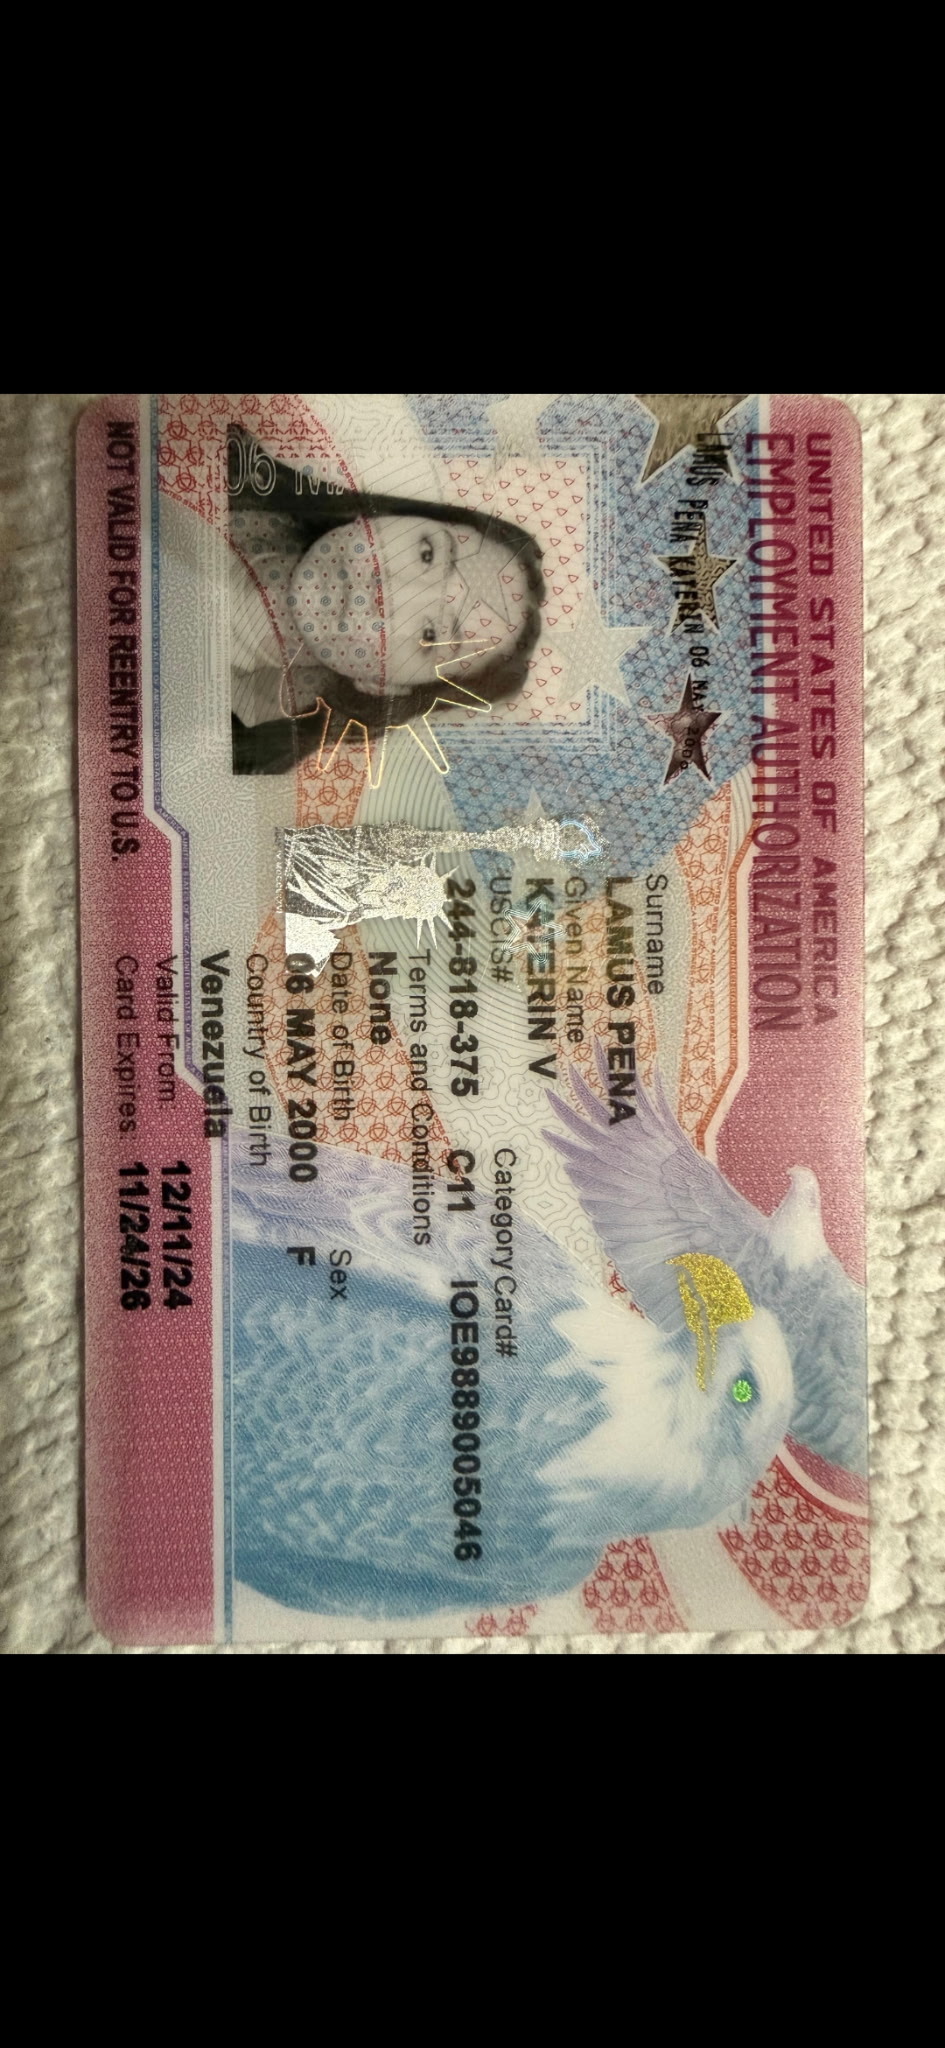 UNITED STATES OF AMERICA
EMPLOYMENT AUTHORIZATION
LAMUS PENA KATERIN 06 MAY 2000
Surname
LAMUS PENA
Given Name
KATERIN V
USCIS# Category Card#
244-818-375 C11 IOE9889005046
Terms and Conditions
None
Date of Birth Sex
06 MAY 2000 F
Country of Birth
Venezuela
Valid From: 12/11/24
Card Expires: 11/24/26
NOT VALID FOR REENTRY TO U.S.